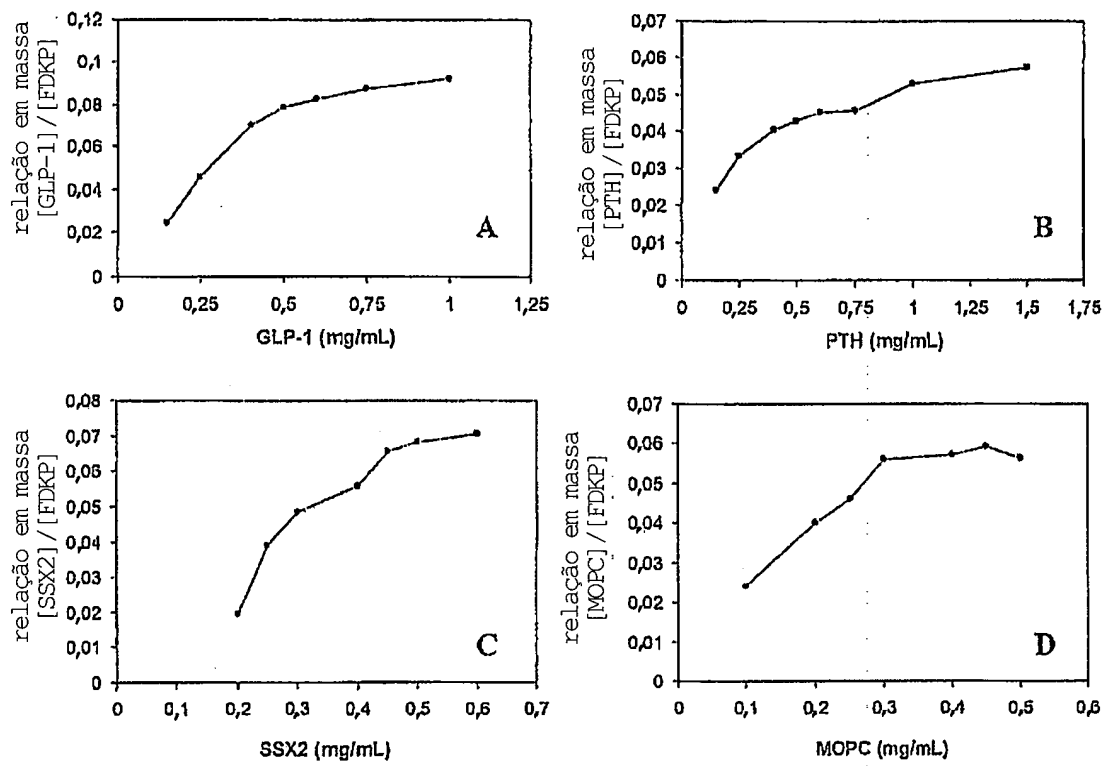 relação em massa
[GLP-1]/[FDKP]
0,12
0,1
0,08
0,06
0,04
0,02
0
A
0 0,25 0,5 0,75 1 1,25
GLP-1 (mg/mL)
relação em massa
[PTH]/[FDKP]
0,07
0,06
0,05
0,04
0,03
0,02
0,01
0
B
0 0,25 0,5 0,75 1 1,25 1,5 1,75
PTH (mg/mL)
relação em massa
[SSX2]/[FDKP]
0,08
0,07
0,06
0,05
0,04
0,03
0,02
0,01
0
C
0 0,1 0,2 0,3 0,4 0,5 0,6 0,7
SSX2 (mg/mL)
relação em massa
[MOPC]/[FDKP]
0,07
0,06
0,05
0,04
0,03
0,02
0,01
0
D
0 0,1 0,2 0,3 0,4 0,5 0,6
MOPC (mg/mL)